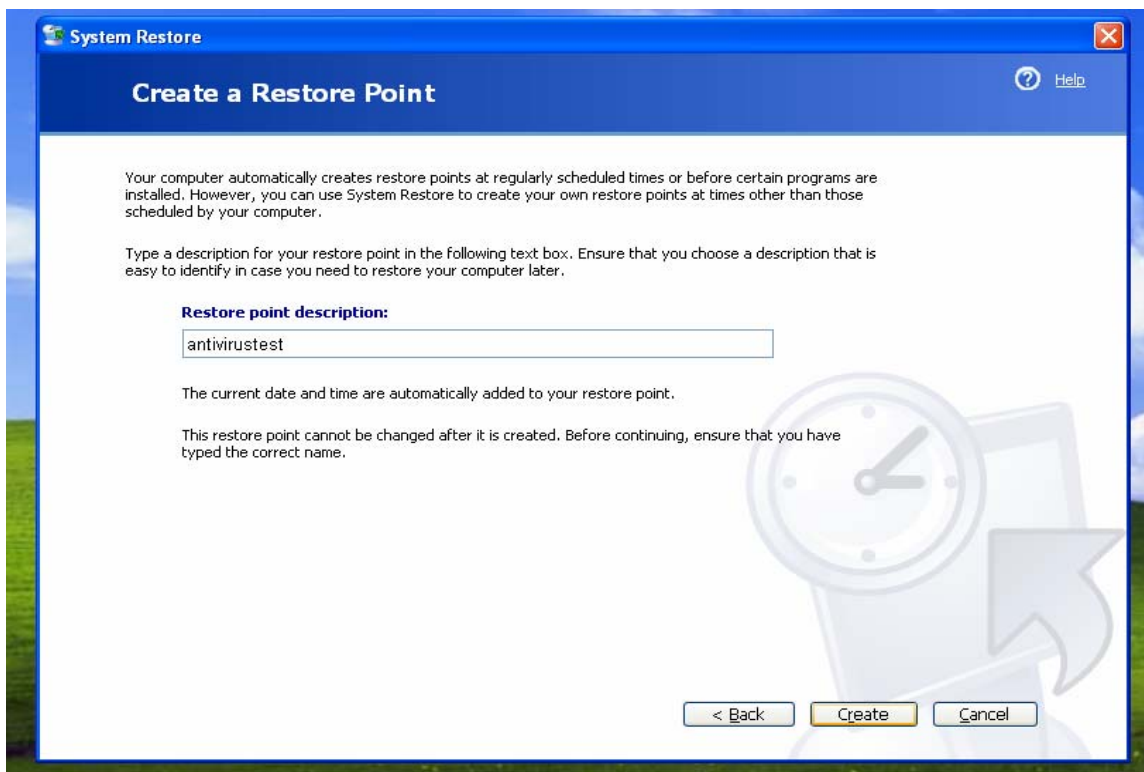 System Restore
Create a Restore Point
Help
Your computer automatically creates restore points at regularly scheduled times or before certain programs are
installed. However, you can use System Restore to create your own restore points at times other than those
scheduled by your computer.
Type a description for your restore point in the following text box. Ensure that you choose a description that is
easy to identify in case you need to restore your computer later.
Restore point description:
antivirustest
The current date and time are automatically added to your restore point.
This restore point cannot be changed after it is created. Before continuing, ensure that you have
typed the correct name.
< Back
Create
Cancel